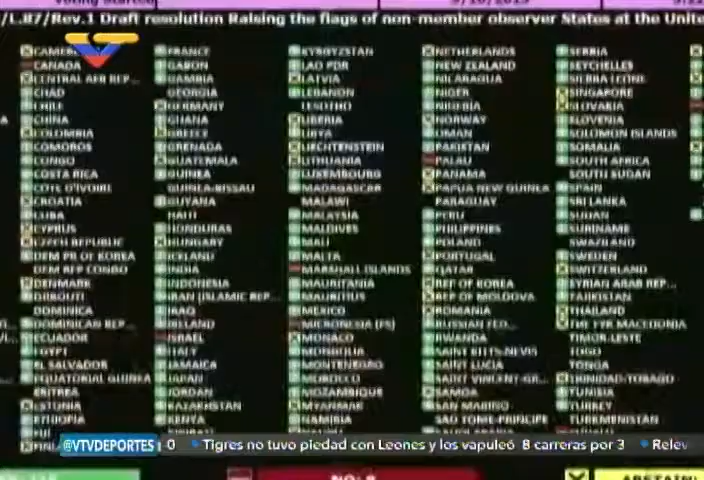 Voting Started
/L.87//Rev.1 Draft resolution Raising the flags of non-member observer States at the Unite
CANADA
CENTRAL AFR REP...
CHAD
CHILE
CHINA
COLOMBIA
COMOROS
CONGO
COSTA RICA
COTE D'IVOIRE
CROATIA
CUBA
CYPRUS
CZECH REPUBLIC
DEM PR OF KOREA
DEM REP CONGO
DENMARK
DJIBOUTI
DOMINICA
DOMINICAN REP...
ECUADOR
EGYPT
EL SALVADOR
EQUATORIAL GUINEA
ERITREA
ESTONIA
ETHIOPIA
FRANCE
GABON
GAMBIA
GEORGIA
GERMANY
GHANA
GREECE
GRENADA
GUATEMALA
GUINEA
GUINEA-BISSAU
GUYANA
HAITI
HONDURAS
HUNGARY
ICELAND
INDIA
INDONESIA
IRAN (ISLAMIC REP...
IRAQ
IRELAND
ISRAEL
ITALY
JAMAICA
JAPAN
JORDAN
KAZAKHSTAN
KENYA
KYRGYZSTAN
LAO PDR
LATVIA
LEBANON
LESOTHO
LIBERIA
LIBYA
LIECHTENSTEIN
LITHUANIA
LUXEMBOURG
MADAGASCAR
MALAWI
MALAYSIA
MALDIVES
MALI
MALTA
MARSHALL ISLANDS
MAURITANIA
MAURITIUS
MEXICO
MICRONESIA (FS)
MONACO
MONGOLIA
MONTENEGRO
MOROCCO
MOZAMBIQUE
MYANMAR
NAMIBIA
NETHERLANDS
NEW ZEALAND
NICARAGUA
NIGER
NIGERIA
NORWAY
OMAN
PAKISTAN
PALAU
PANAMA
PAPUA NEW GUINEA
PARAGUAY
PERU
PHILIPPINES
POLAND
PORTUGAL
QATAR
REP OF KOREA
REP OF MOLDOVA
ROMANIA
RUSSIAN FED...
RWANDA
SAINT KITTS-NEVIS
SAINT LUCIA
SAINT VINCENT-GR...
SAMOA
SAN MARINO
SAO TOME-PRINCIPE
SERBIA
SEYCHELLES
SIERRA LEONE
SINGAPORE
SLOVAKIA
SLOVENIA
SOLOMON ISLANDS
SOMALIA
SOUTH AFRICA
SOUTH SUDAN
SPAIN
SRI LANKA
SUDAN
SURINAME
SWAZILAND
SWEDEN
SWITZERLAND
SYRIAN ARAB REP...
TAJIKISTAN
THAILAND
THE FYR MACEDONIA
TIMOR-LESTE
TOGO
TONGA
TRINIDAD-TOBAGO
TUNISIA
TURKEY
TURKMENISTAN
@VTVDEPORTES 0 Tigres no tuvo piedad con Leones y los vapuleó 8 carreras por 3 Relev
NO: 8
ABSTAIN: